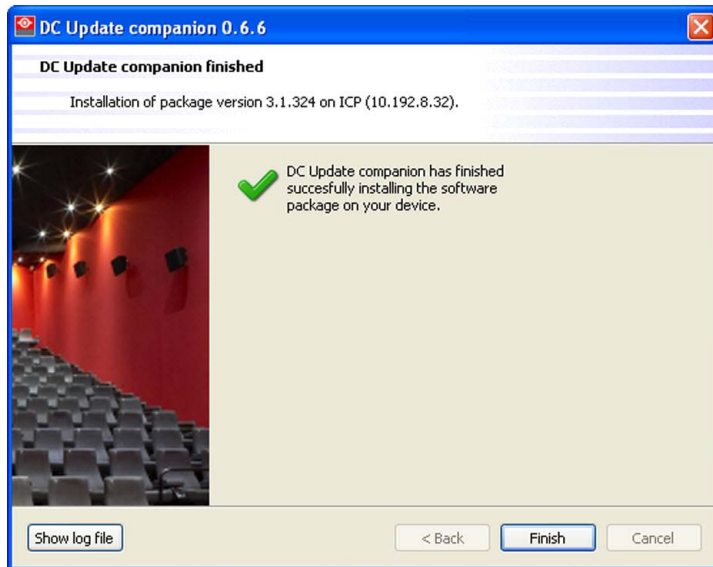 DC Update companion 0.6.6
DC Update companion finished
Installation of package version 3.1.324 on ICP (10.192.8.32).
DC Update companion has finished
succesfully installing the software
package on your device.
Show log file
< Back
Finish
Cancel